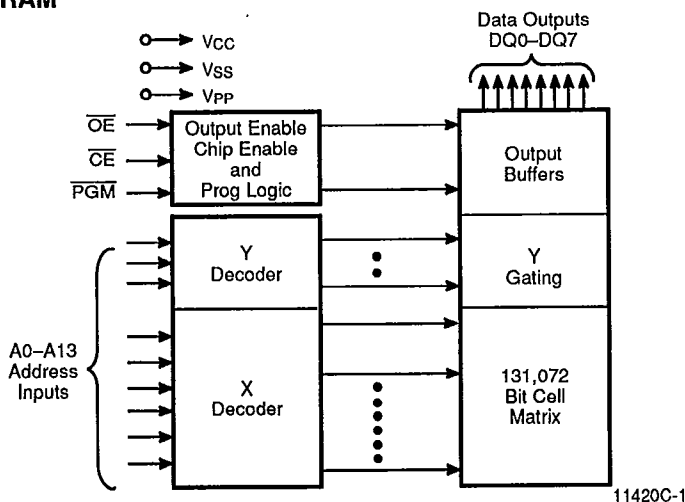 RAM
Data Outputs
DQ0–DQ7
VCC
VSS
VPP
OE
CE
PGM
Output Enable
Chip Enable
and
Prog Logic
Output
Buffers
Y
Decoder
Y
Gating
A0–A13
Address
Inputs
X
Decoder
131,072
Bit Cell
Matrix
11420C-1